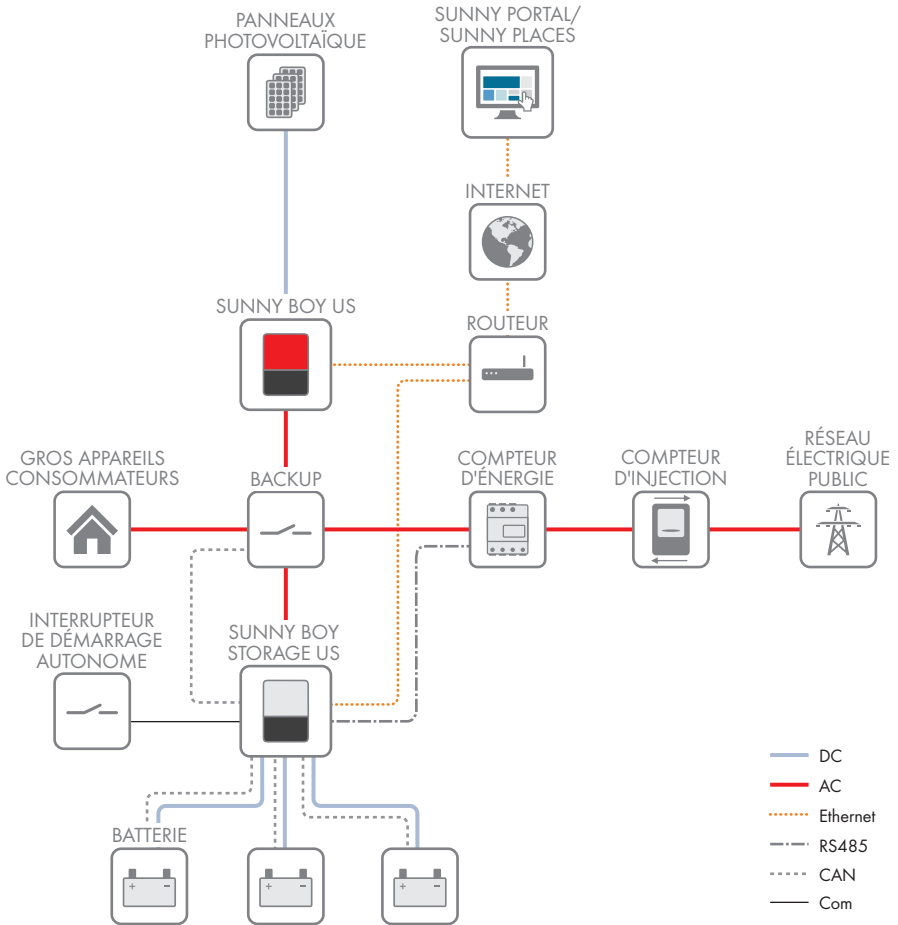 PANNEAUX
PHOTOVOLTAÏQUE
SUNNY PORTAL/
SUNNY PLACES
INTERNET
SUNNY BOY US
ROUTEUR
GROS APPAREILS
CONSOMMATEURS
BACKUP
COMPTEUR
D'ÉNERGIE
COMPTEUR
D'INJECTION
RÉSEAU
ÉLECTRIQUE
PUBLIC
INTERRUPTEUR
DE DÉMARRAGE
AUTONOME
SUNNY BOY
STORAGE US
BATTERIE
DC
AC
Ethernet
RS485
CAN
Com